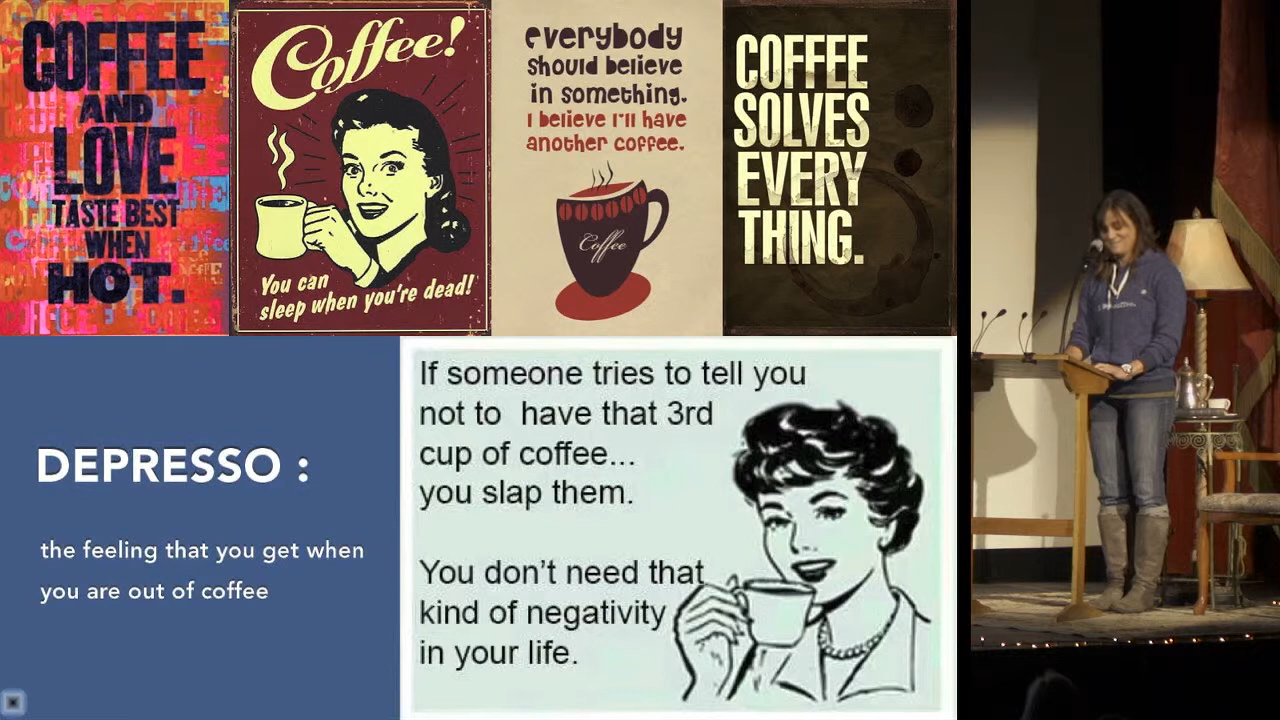 COFFEE
AND
LOVE
TASTE BEST
WHEN
HOT.
Coffee!
You can
sleep when you're dead!
everybody
should believe
in something.
I believe I'll have
another coffee.
Coffee
COFFEE
SOLVES
EVERY
THING.
DEPRESSO :
the feeling that you get when
you are out of coffee
If someone tries to tell you
not to have that 3rd
cup of coffee...
you slap them.
You don't need that
kind of negativity
in your life.